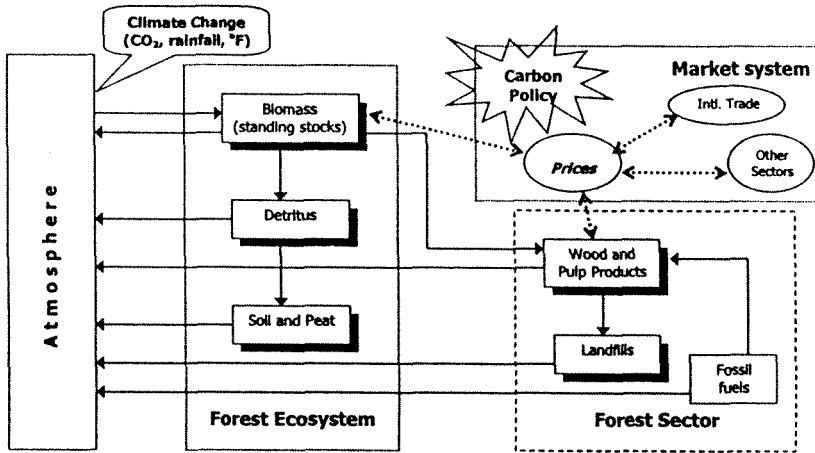 Climate Change
(CO₂, rainfall, °F)
Atmosphere
Biomass
(standing stocks)
Detritus
Soil and Peat
Forest Ecosystem
Carbon
Policy
Market system
Intl. Trade
Prices
Other
Sectors
Wood and
Pulp Products
Landfills
Fossil
fuels
Forest Sector